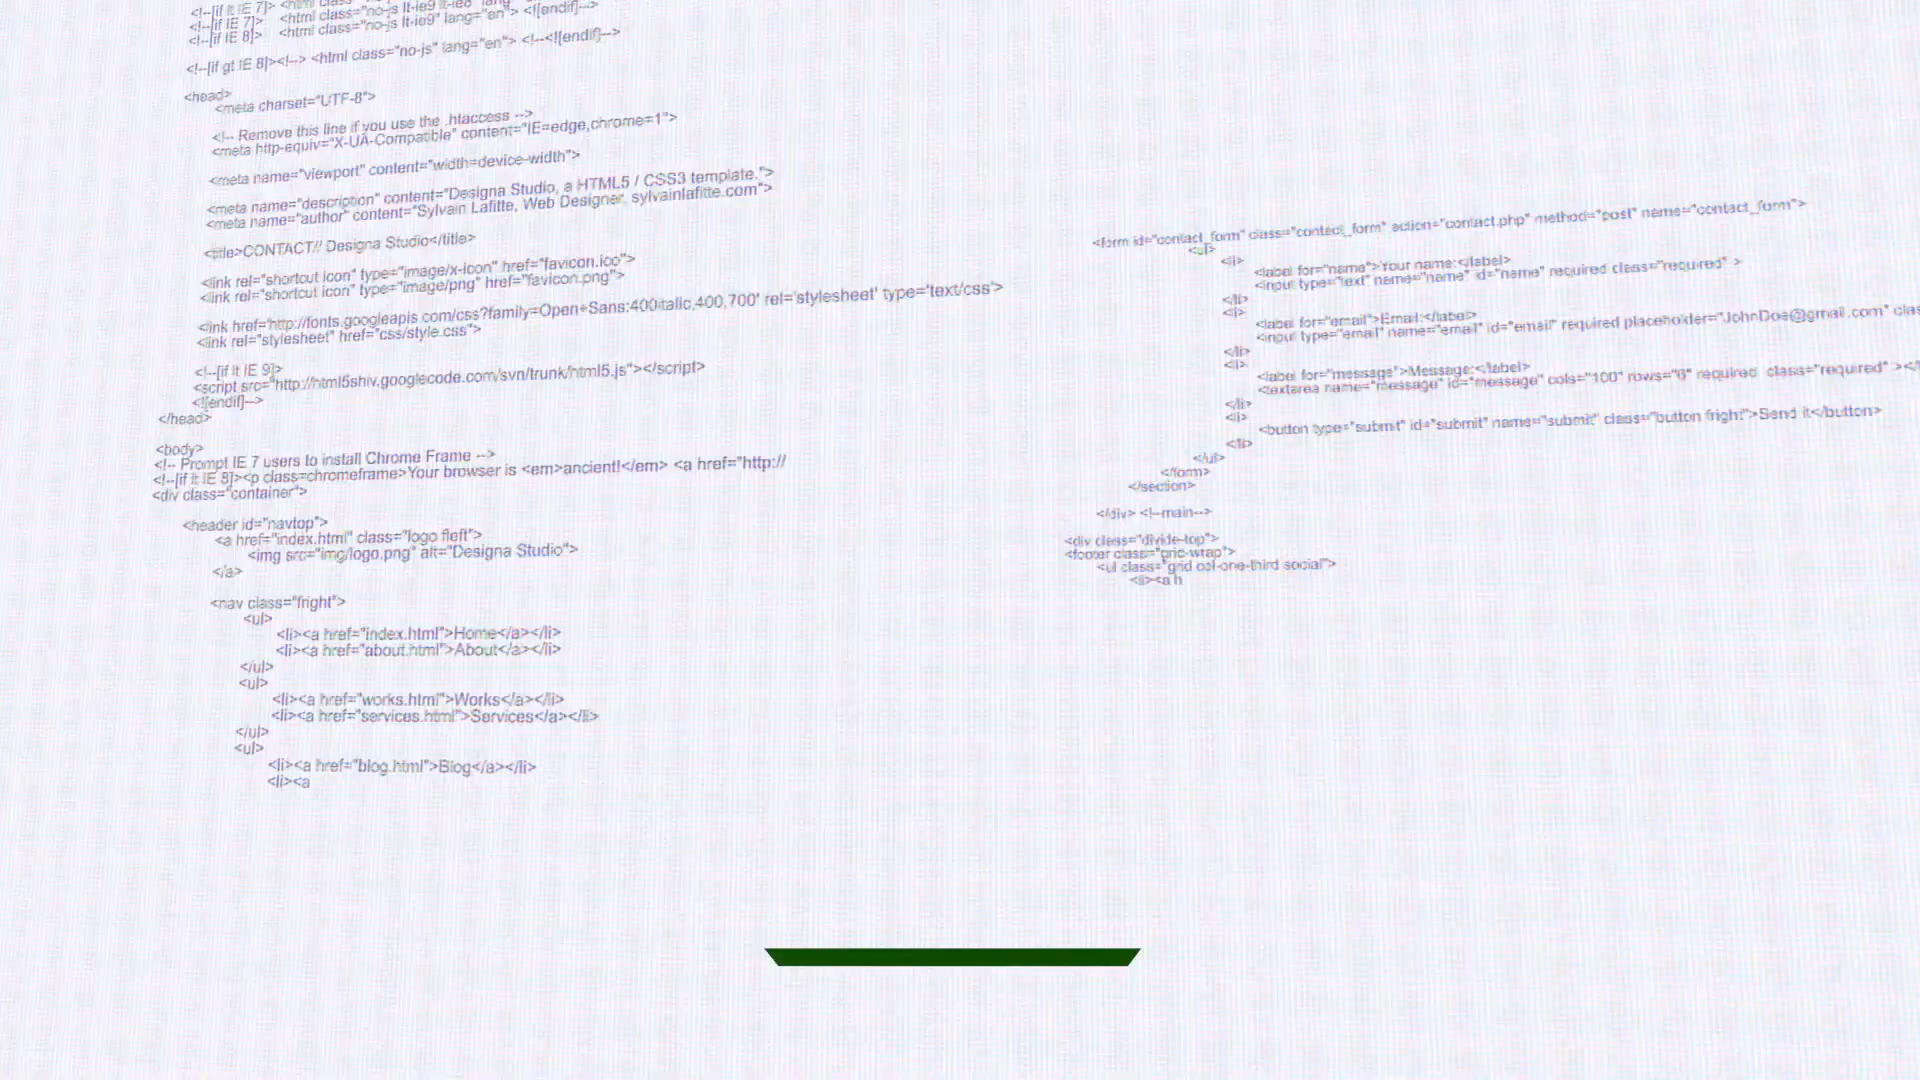 <!--[if lt IE 7]> <html class="no-js lt-ie9 lt-ie8 lang=
<!--[if IE 7]> <html class="no-js lt-ie9 lt-ie8" lang="en"> <![endif]-->
<!--[if IE 8]> <html class="no-js lt-ie9" lang="en"> <![endif]-->
<!--[if gt IE 8]><!--> <html class="no-js" lang="en"> <!--<![endif]-->
<head>
<meta charset="UTF-8">
<!-- Remove this line if you use the .htaccess -->
<meta http-equiv="X-UA-Compatible" content="IE=edge,chrome=1">
<meta name="viewport" content="width=device-width">
<meta name="description" content="Designa Studio, a HTML5 / CSS3 template.">
<meta name="author" content="Sylvain Lafitte, Web Designer, sylvainlafitte.com">
<title>CONTACT// Designa Studio</title>
<link rel="shortcut icon" type="image/x-icon" href="favicon.ico">
<link rel="shortcut icon" type="image/png" href="favicon.png">
<link href='http://fonts.googleapis.com/css?family=Open+Sans:400italic,400,700' rel='stylesheet' type='text/css'>
<link rel="stylesheet" href="css/style.css">
<!--[if lt IE 9]>
<script src="http://html5shiv.googlecode.com/svn/trunk/html5.js"></script>
<![endif]-->
</head>
<body>
<!-- Prompt IE 7 users to install Chrome Frame -->
<!--[if lt IE 8]><p class=chromeframe>Your browser is <em>ancient!</em> <a href="http://
<div class="container">
<header id="navtop">
<a href="index.html" class="logo fleft">
<img src="img/logo.png" alt="Designa Studio">
</a>
<nav class="fright">
<ul>
<li><a href="index.html">Home</a></li>
<li><a href="about.html">About</a></li>
</ul>
<ul>
<li><a href="works.html">Works</a></li>
<li><a href="services.html">Services</a></li>
</ul>
<ul>
<li><a href="blog.html">Blog</a></li>
<li><a
<form id="contact_form" class="contact_form" action="contact.php" method="post" name="contact_form">
<ul>
<li>
<label for="name">Your name:</label>
<input type="text" name="name" id="name" required class="required" >
</li>
<li>
<label for="email">Email:</label>
<input type="email" name="email" id="email" required placeholder="JohnDoe@gmail.com" clas
</li>
<li>
<label for="message">Message:</label>
<textarea name="message" id="message" cols="100" rows="6" required class="required" ></
</li>
<li>
<button type="submit" id="submit" name="submit" class="button fright">Send it</button>
</li>
</ul>
</form>
</section>
</div> <!--main-->
<div class="divide-top">
<footer class="grid-wrap">
<ul class="grid col-one-third social">
<li><a h